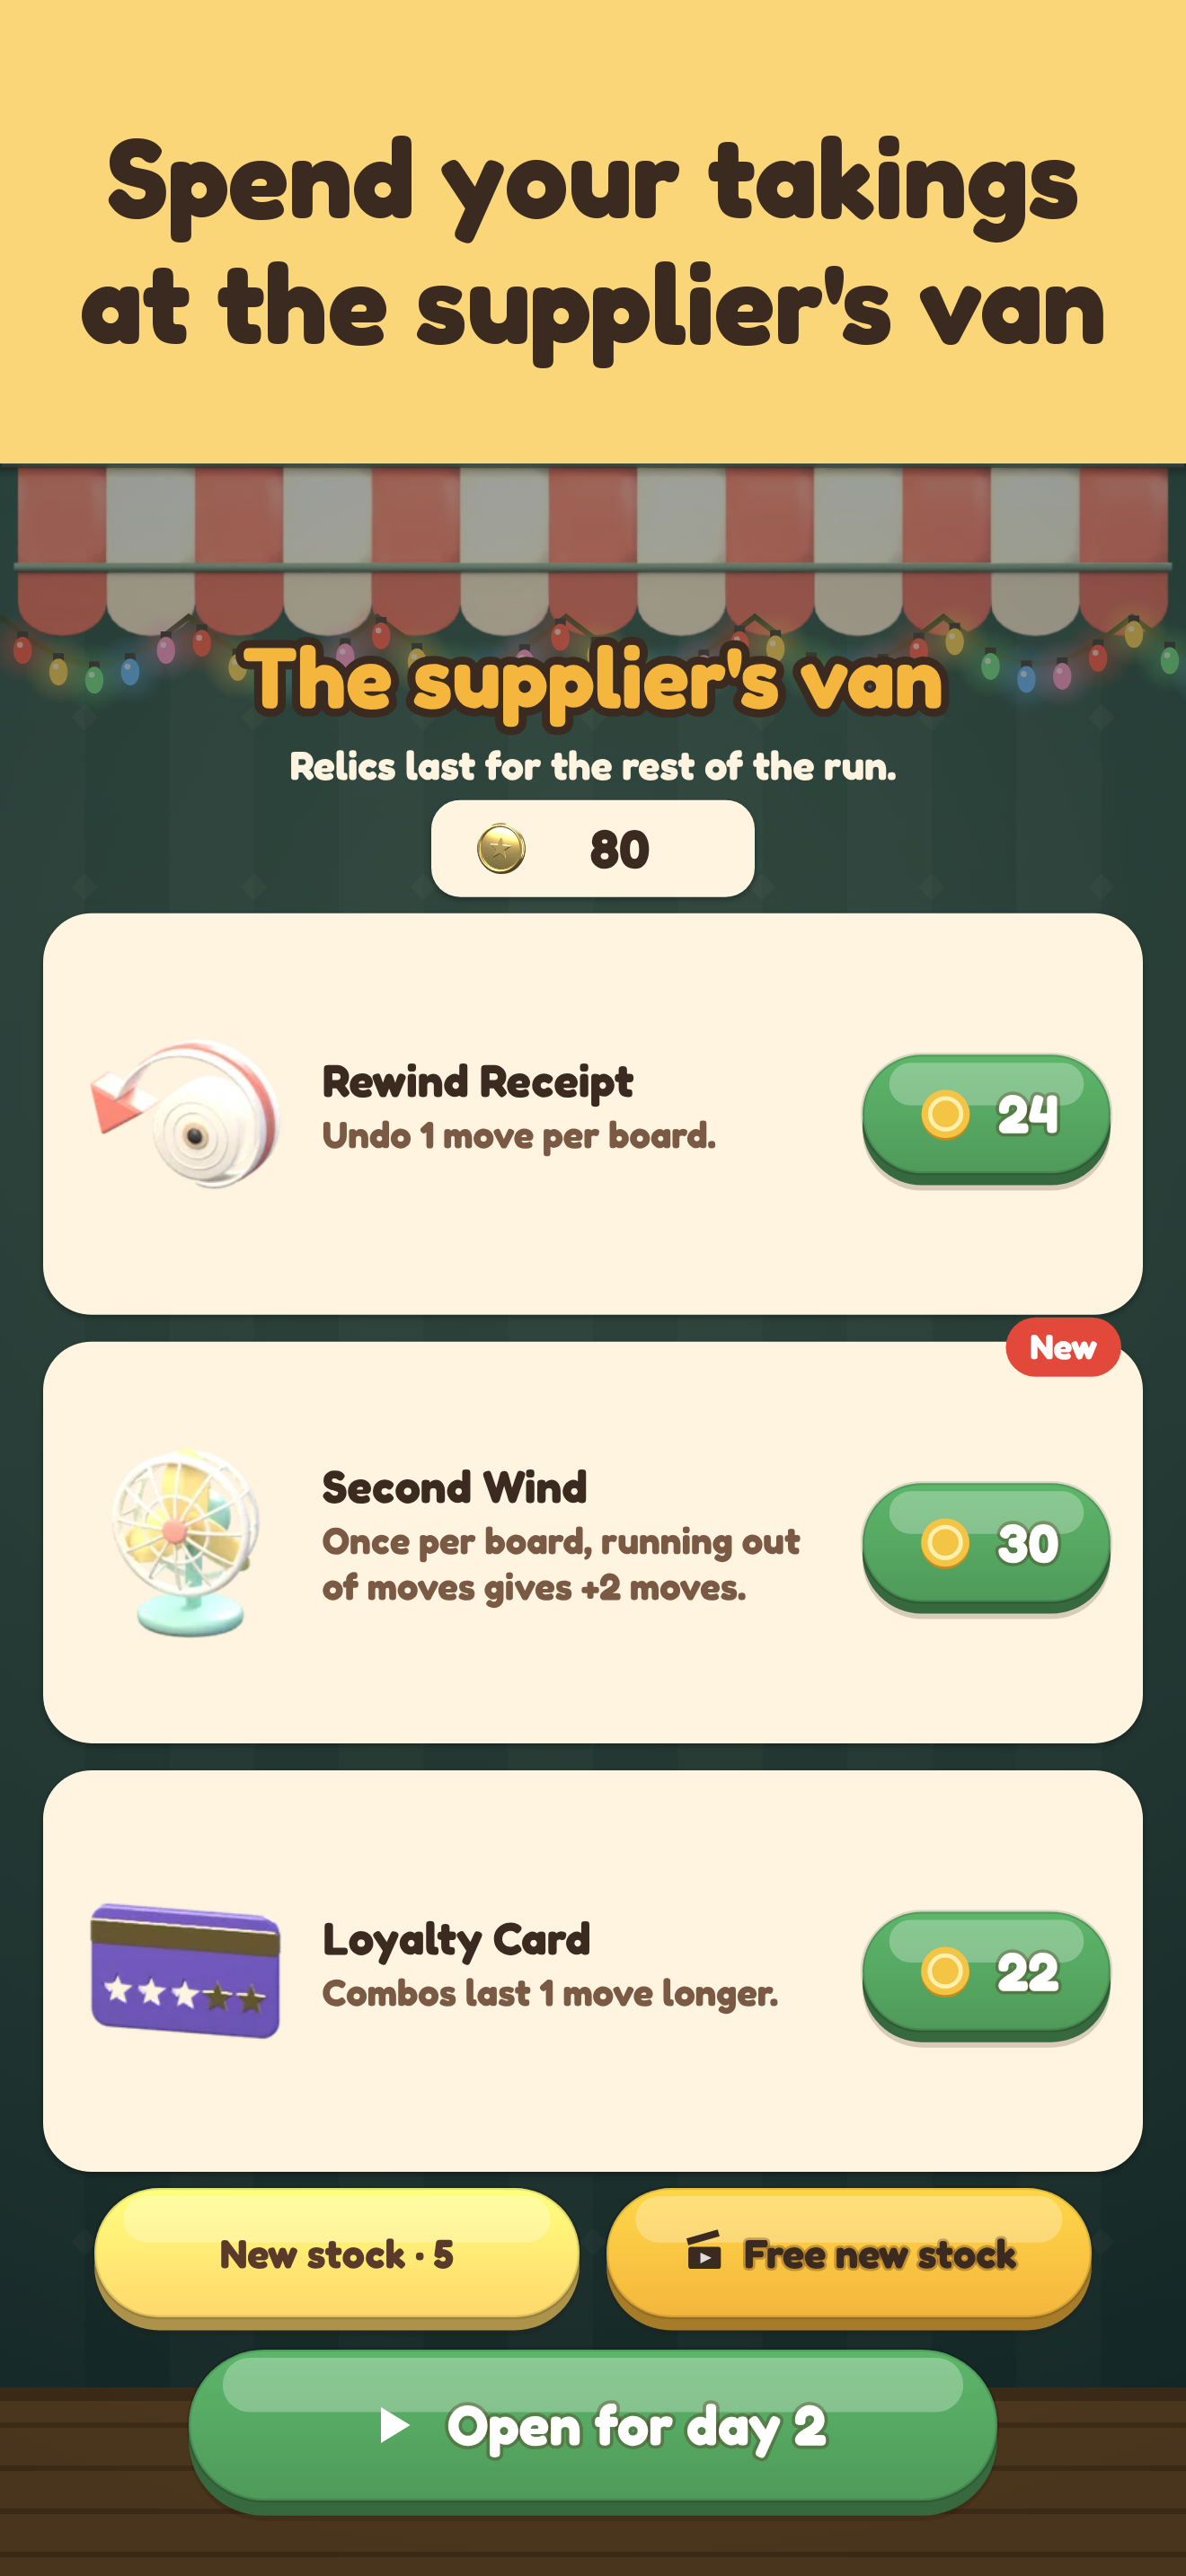 Spend your takings
at the supplier's van
The supplier's van
Relics last for the rest of the run.
80
Rewind Receipt
Undo 1 move per board.
24
New
Second Wind
Once per board, running out
of moves gives +2 moves.
30
Loyalty Card
Combos last 1 move longer.
22
New stock · 5
Free new stock
Open for day 2